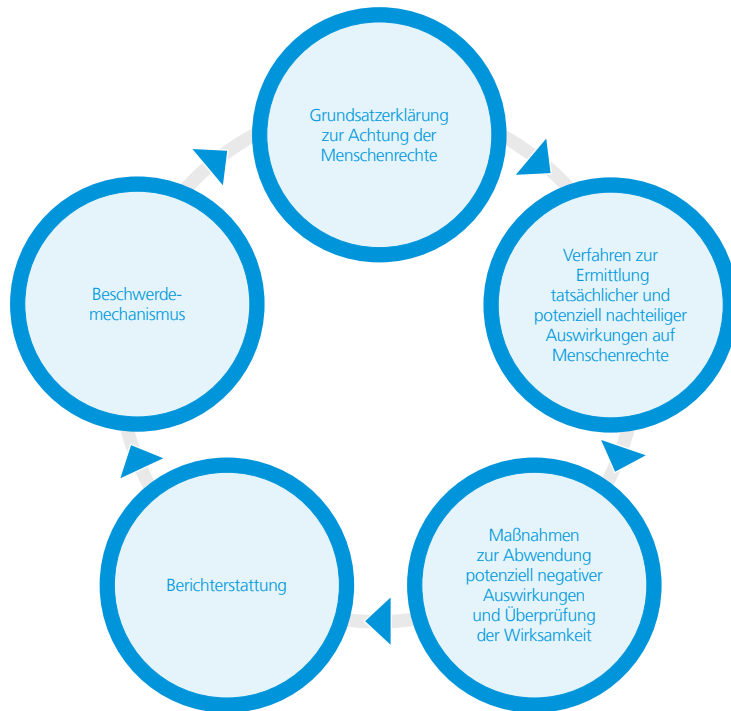 Grundsatzerklärung
zur Achtung der
Menschenrechte
Verfahren zur
Ermittlung
tatsächlicher und
potenziell nachteiliger
Auswirkungen auf
Menschenrechte
Maßnahmen
zur Abwendung
potenziell negativer
Auswirkungen
und Überprüfung
der Wirksamkeit
Berichterstattung
Beschwerde-
mechanismus